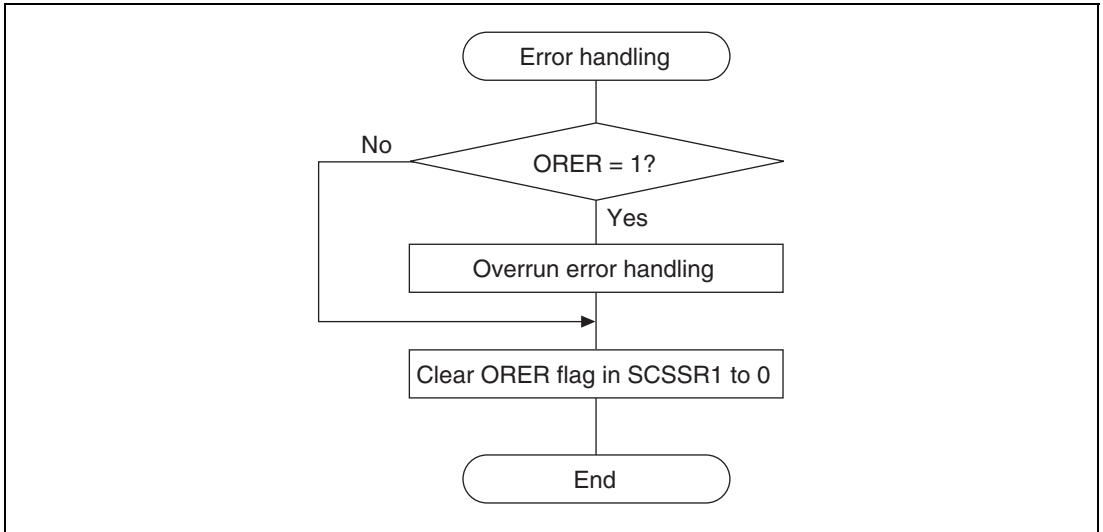 Error handling
No
ORER = 1?
Yes
Overrun error handling
Clear ORER flag in SCSSR1 to 0
End